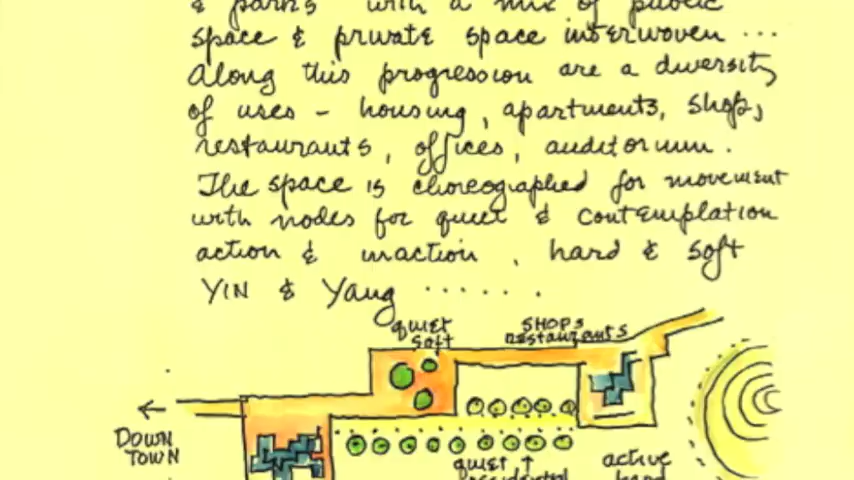 & parks with a mix of public
space & private space interwoven ...
Along this progression are a diversity
of uses - housing, apartments, shops,
restaurants, offices, auditorium.
The space is choreographed for movement
with nodes for quiet & contemplation
action & inaction, hard & soft
YIN & Yang ......
quiet
soft
SHOPS
restaurants
DOWN
TOWN
quiet ↑
residential
active
hard